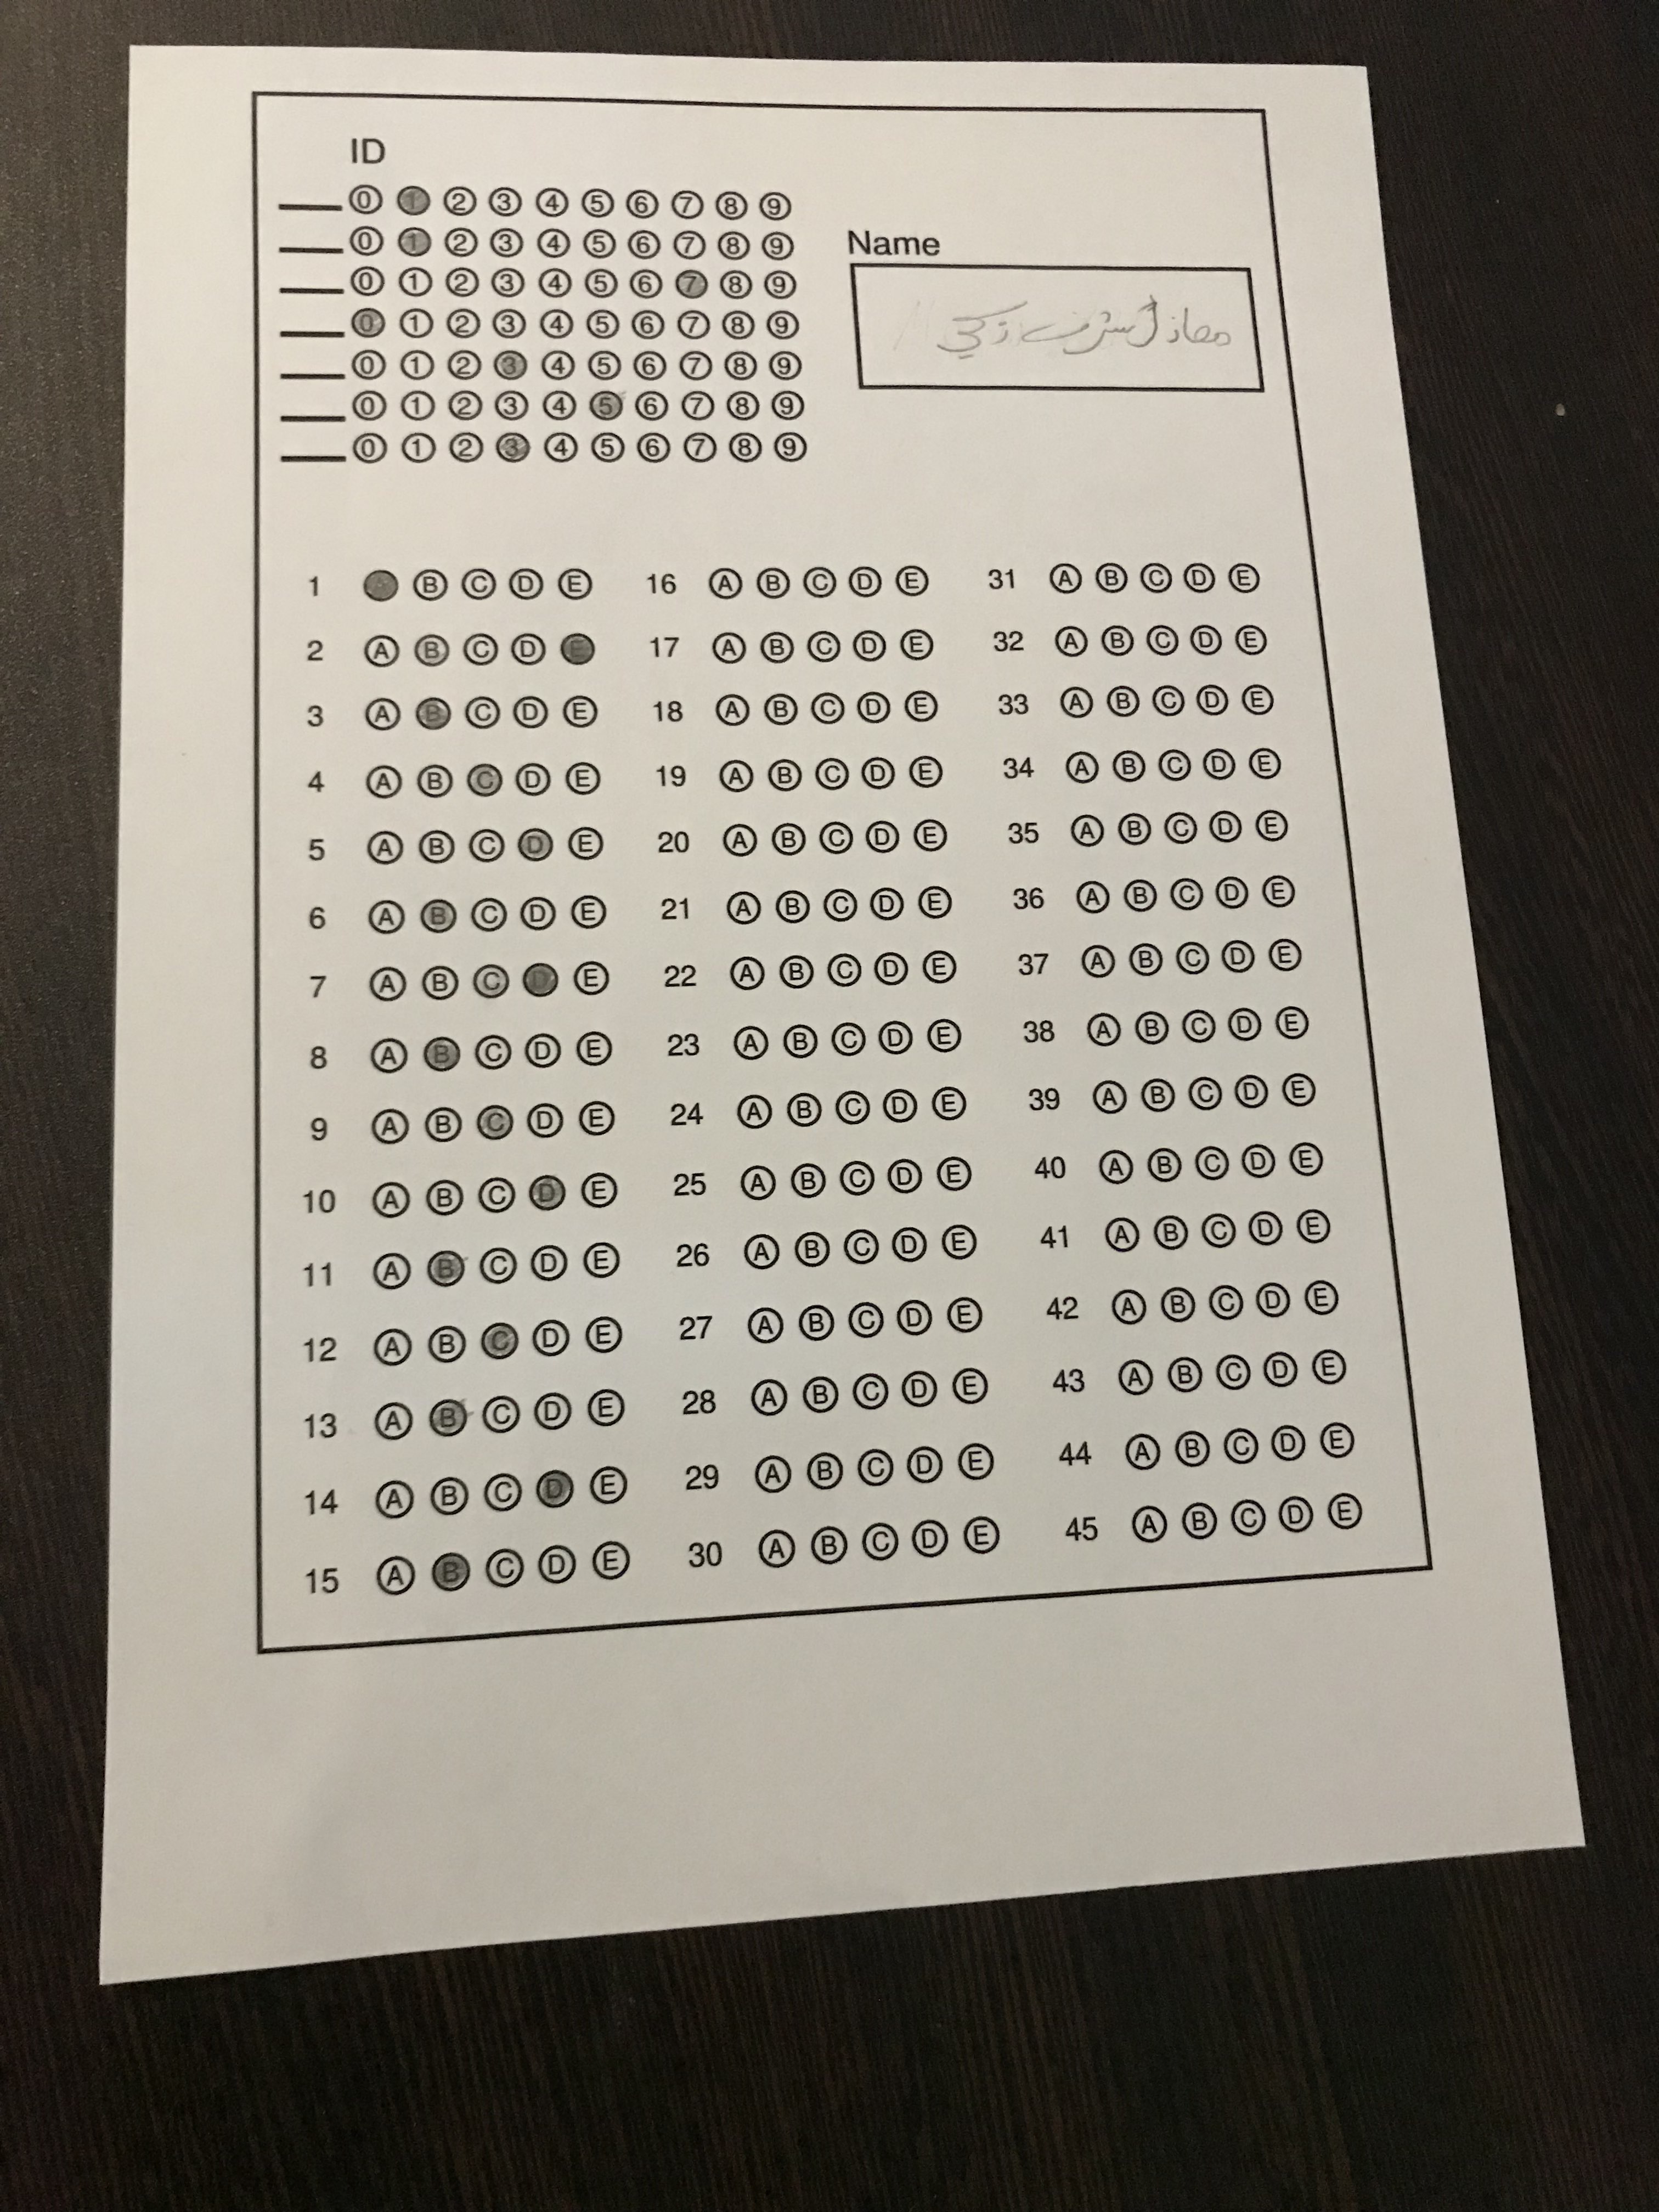 ID
0 1 2 3 4 5 6 7 8 9
0 1 2 3 4 5 6 7 8 9
0 1 2 3 4 5 6 7 8 9
0 1 2 3 4 5 6 7 8 9
0 1 2 3 4 5 6 7 8 9
0 1 2 3 4 5 6 7 8 9
0 1 2 3 4 5 6 7 8 9
Name
معاذ أشرف زكي
1 A B C D E
2 A B C D E
3 A B C D E
4 A B C D E
5 A B C D E
6 A B C D E
7 A B C D E
8 A B C D E
9 A B C D E
10 A B C D E
11 A B C D E
12 A B C D E
13 A B C D E
14 A B C D E
15 A B C D E
16 A B C D E
17 A B C D E
18 A B C D E
19 A B C D E
20 A B C D E
21 A B C D E
22 A B C D E
23 A B C D E
24 A B C D E
25 A B C D E
26 A B C D E
27 A B C D E
28 A B C D E
29 A B C D E
30 A B C D E
31 A B C D E
32 A B C D E
33 A B C D E
34 A B C D E
35 A B C D E
36 A B C D E
37 A B C D E
38 A B C D E
39 A B C D E
40 A B C D E
41 A B C D E
42 A B C D E
43 A B C D E
44 A B C D E
45 A B C D E